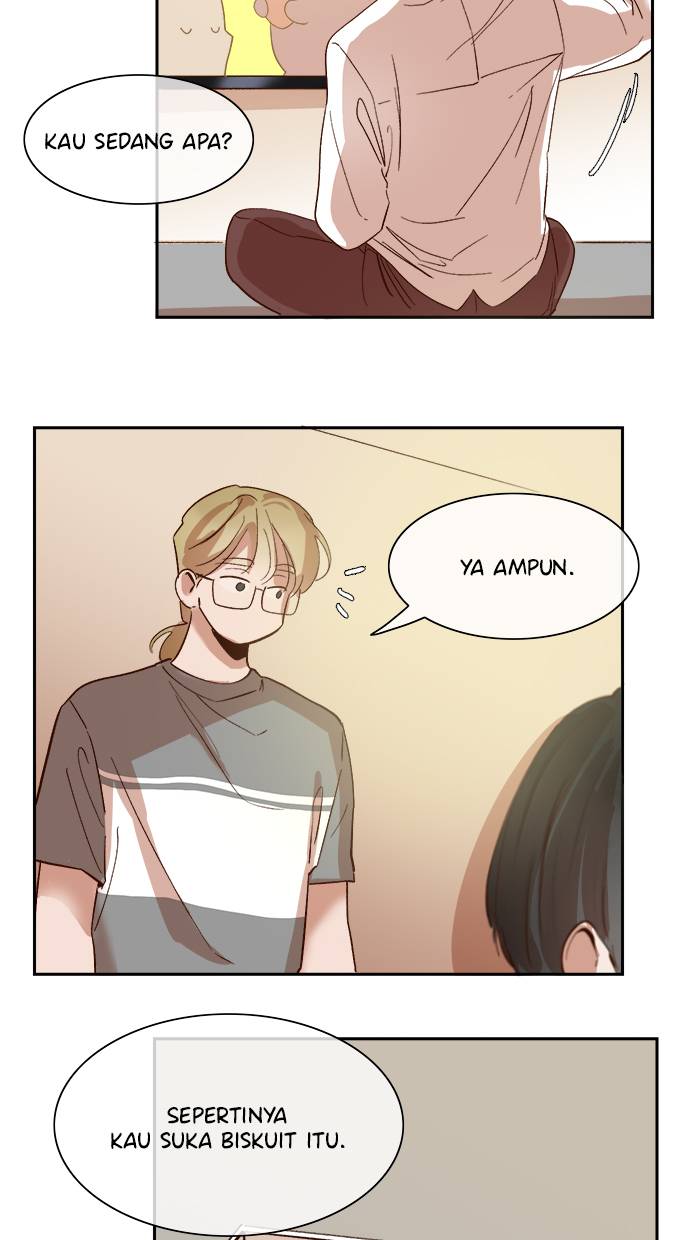 KAU SEDANG APA?
YA AMPUN.
SEPERTINYA
KAU SUKA BISKUIT ITU.